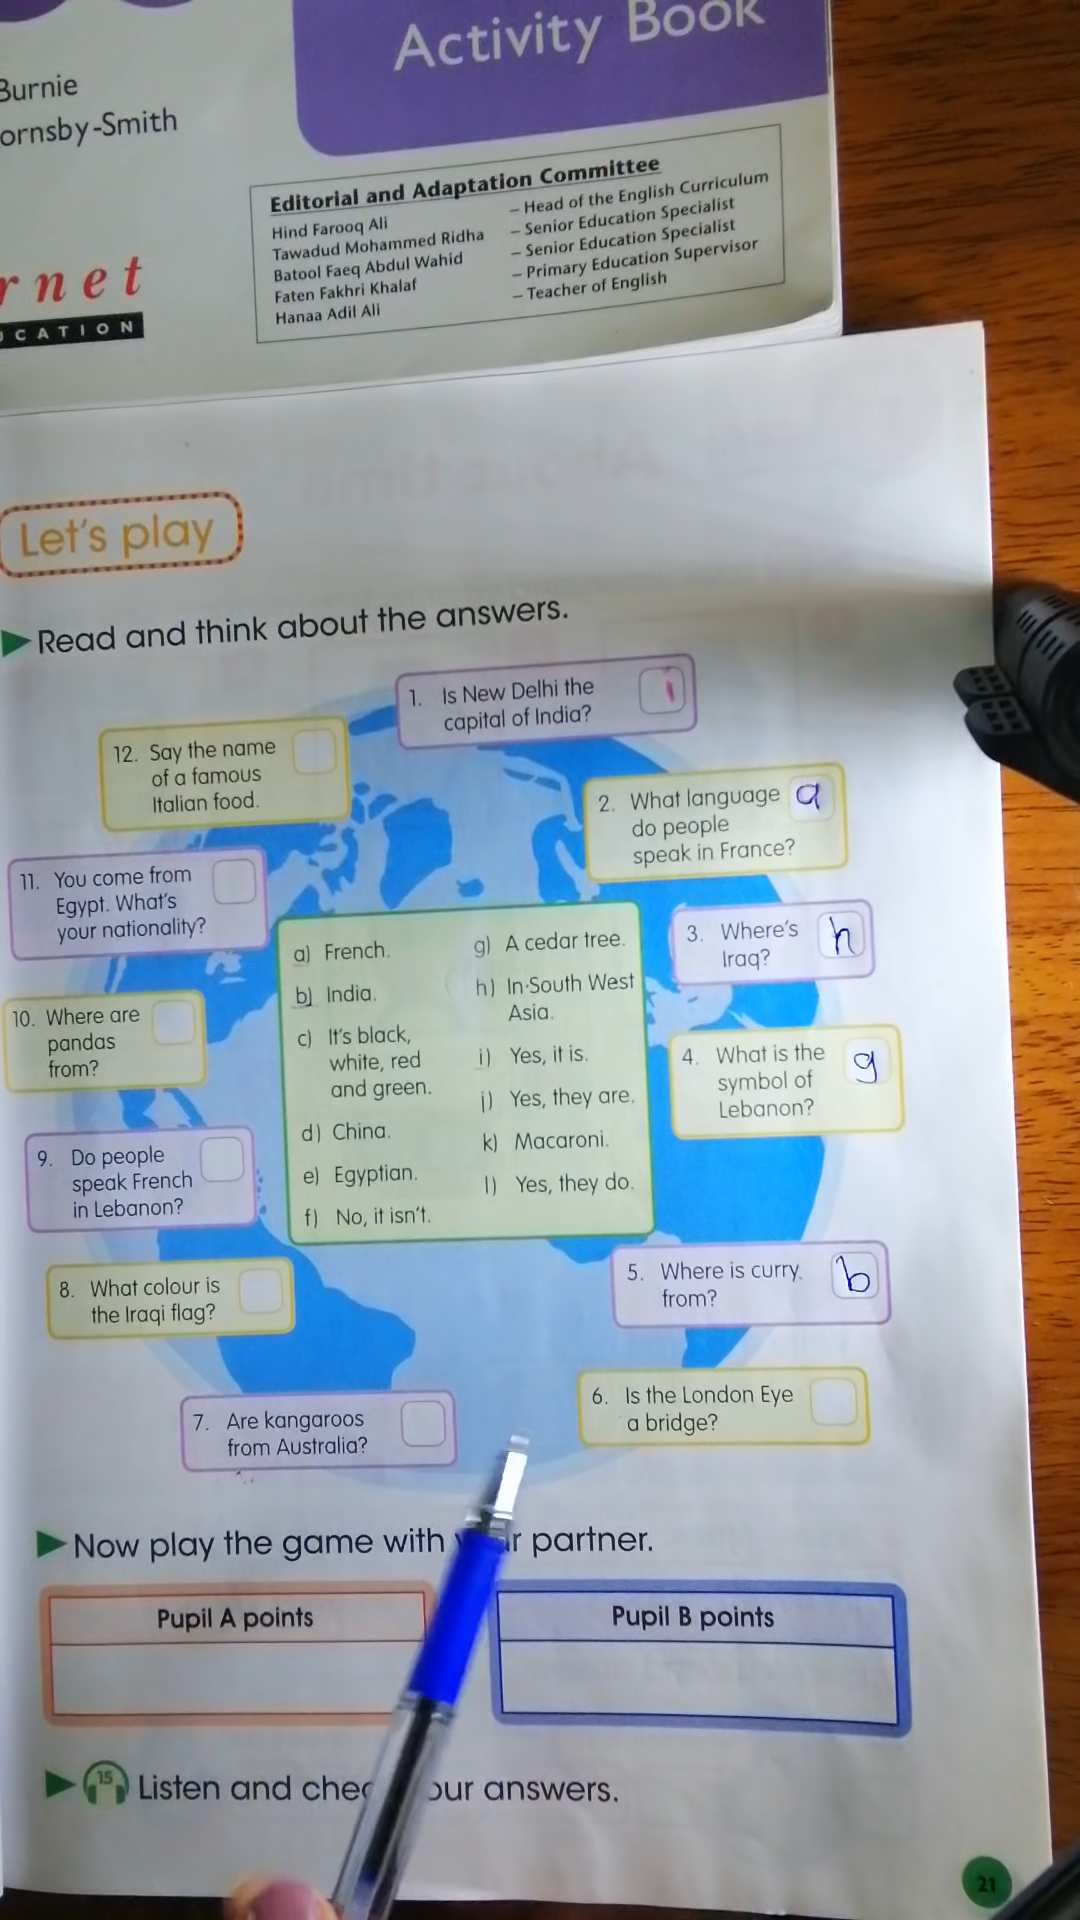 Activity Book
Burnie
ornsby-Smith
Editorial and Adaptation Committee
Hind Farooq Ali – Head of the English Curriculum
Tawadud Mohammed Ridha – Senior Education Specialist
Batool Faeq Abdul Wahid – Senior Education Specialist
Faten Fakhri Khalaf – Primary Education Supervisor
Hanaa Adil Ali – Teacher of English
rnet
UCATION
Let's play
Read and think about the answers.
1. Is New Delhi the
capital of India?
i
12. Say the name
of a famous
Italian food.
2. What language
do people
speak in France?
a
11. You come from
Egypt. What's
your nationality?
3. Where's
Iraq?
h
a) French.
b) India.
c) It's black,
white, red
and green.
d) China.
e) Egyptian.
f) No, it isn't.
g) A cedar tree.
h) In South West
Asia.
i) Yes, it is.
j) Yes, they are.
k) Macaroni.
l) Yes, they do.
10. Where are
pandas
from?
4. What is the
symbol of
Lebanon?
g
9. Do people
speak French
in Lebanon?
8. What colour is
the Iraqi flag?
5. Where is curry
from?
b
7. Are kangaroos
from Australia?
6. Is the London Eye
a bridge?
Now play the game with your partner.
Pupil A points
Pupil B points
15
Listen and check your answers.
21